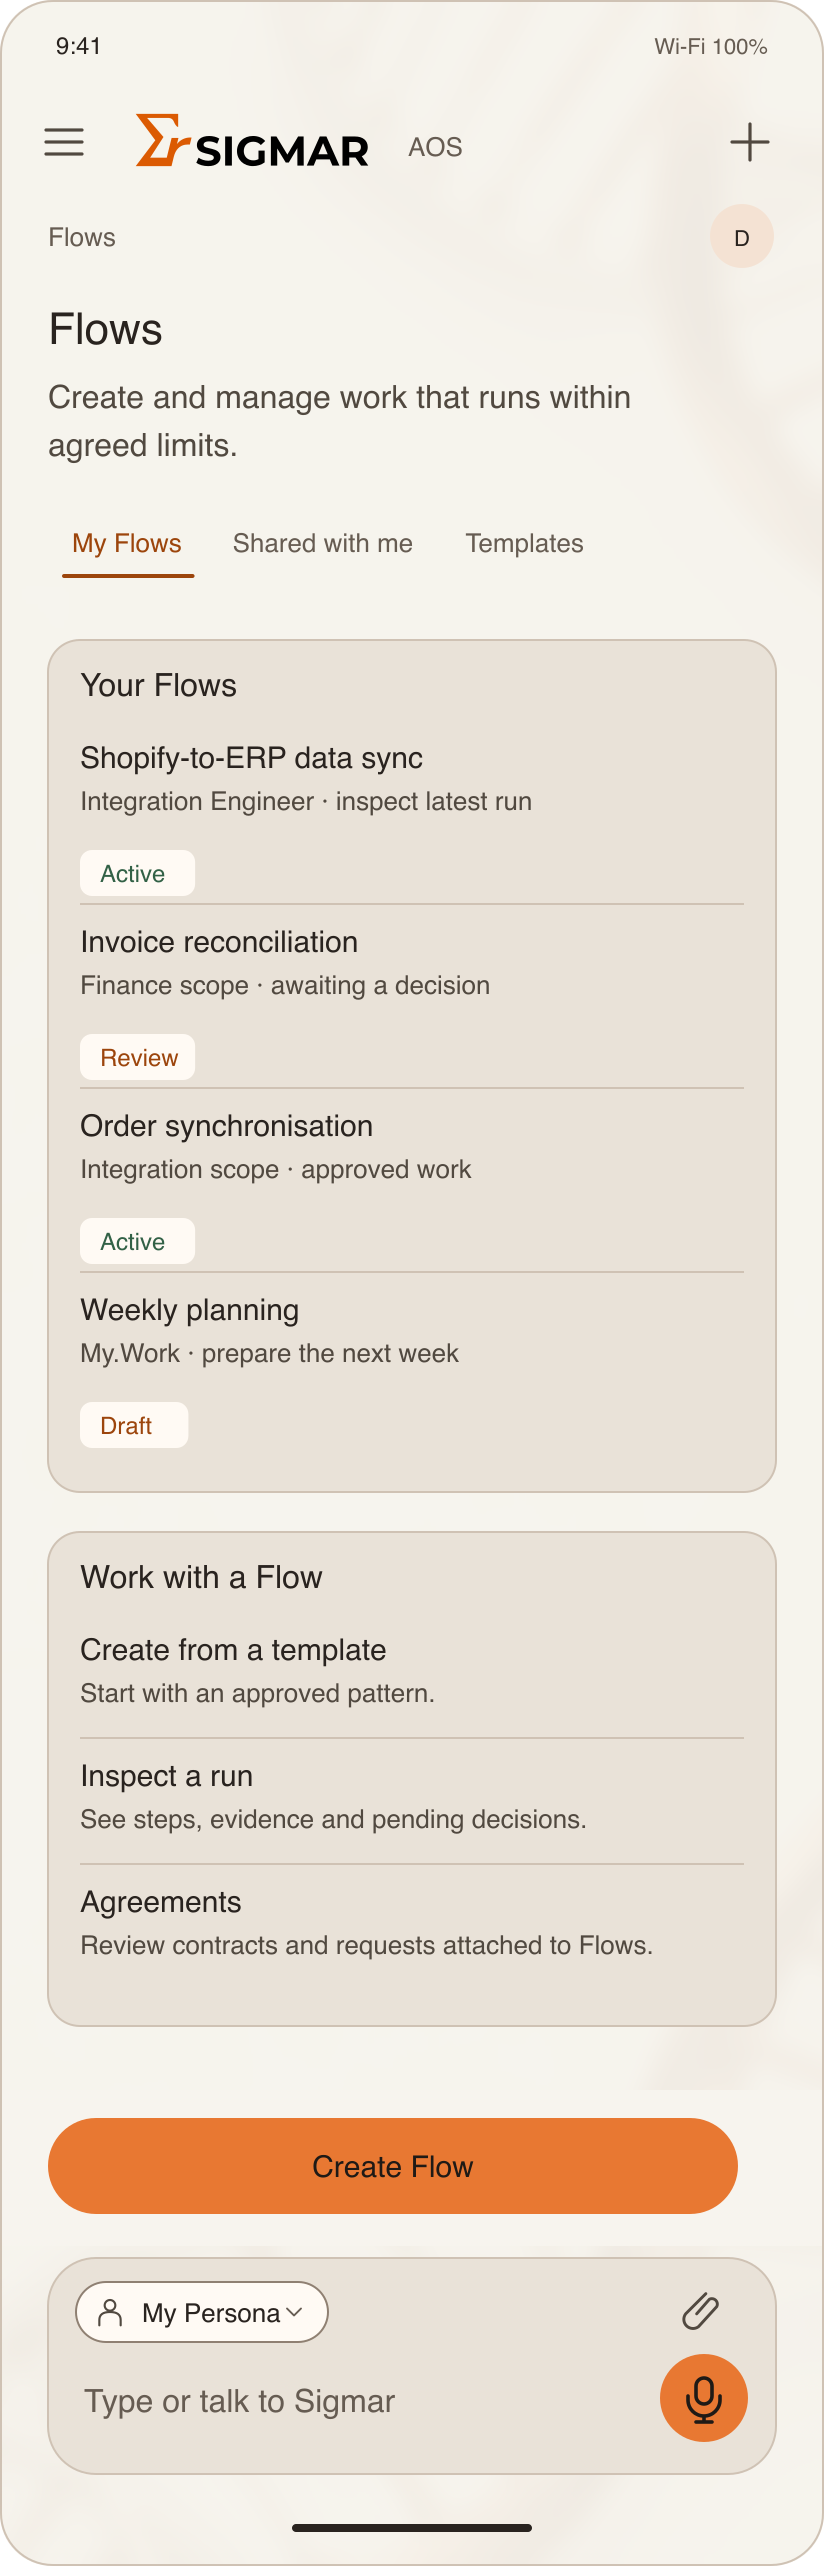 9:41
Wi-Fi 100%
Σr SIGMAR AOS
Flows
D
Flows
Create and manage work that runs within
agreed limits.
My Flows
Shared with me
Templates
Your Flows
Shopify-to-ERP data sync
Integration Engineer · inspect latest run
Active
Invoice reconciliation
Finance scope · awaiting a decision
Review
Order synchronisation
Integration scope · approved work
Active
Weekly planning
My.Work · prepare the next week
Draft
Work with a Flow
Create from a template
Start with an approved pattern.
Inspect a run
See steps, evidence and pending decisions.
Agreements
Review contracts and requests attached to Flows.
Create Flow
My Persona
Type or talk to Sigmar